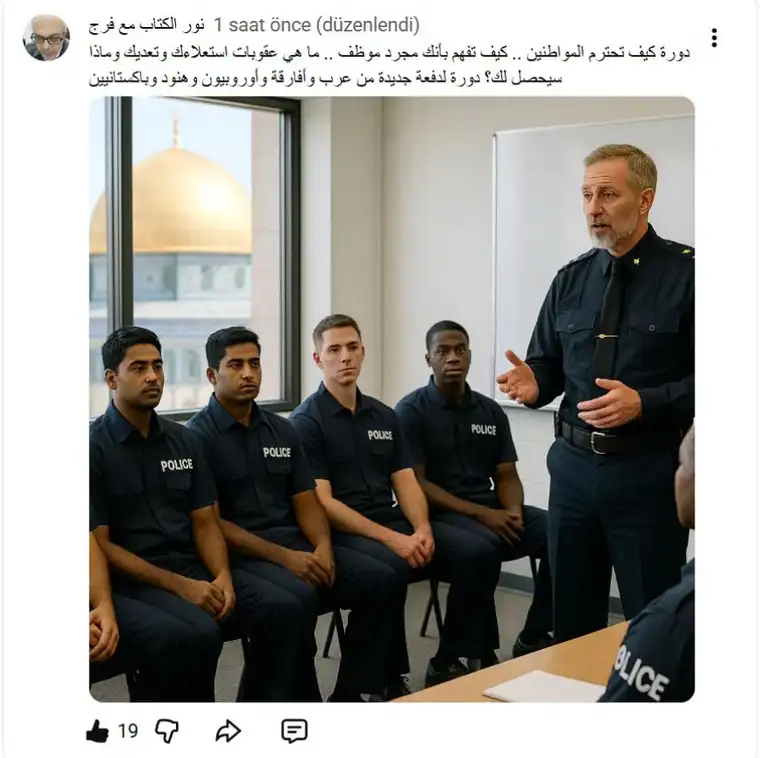 نور الكتاب مع فرج 1 saat önce (düzenlendi)
دورة كيف تحترم المواطنين .. كيف تفهم بأنك مجرد موظف .. ما هي عقوبات استعلاءك وتعديك وماذا
سيحصل لك؟ دورة لدفعة جديدة من عرب وأفارقة وأوروبيون وهنود وباكستانيين
POLICE
POLICE
POLICE
POLICE
OLICE
19